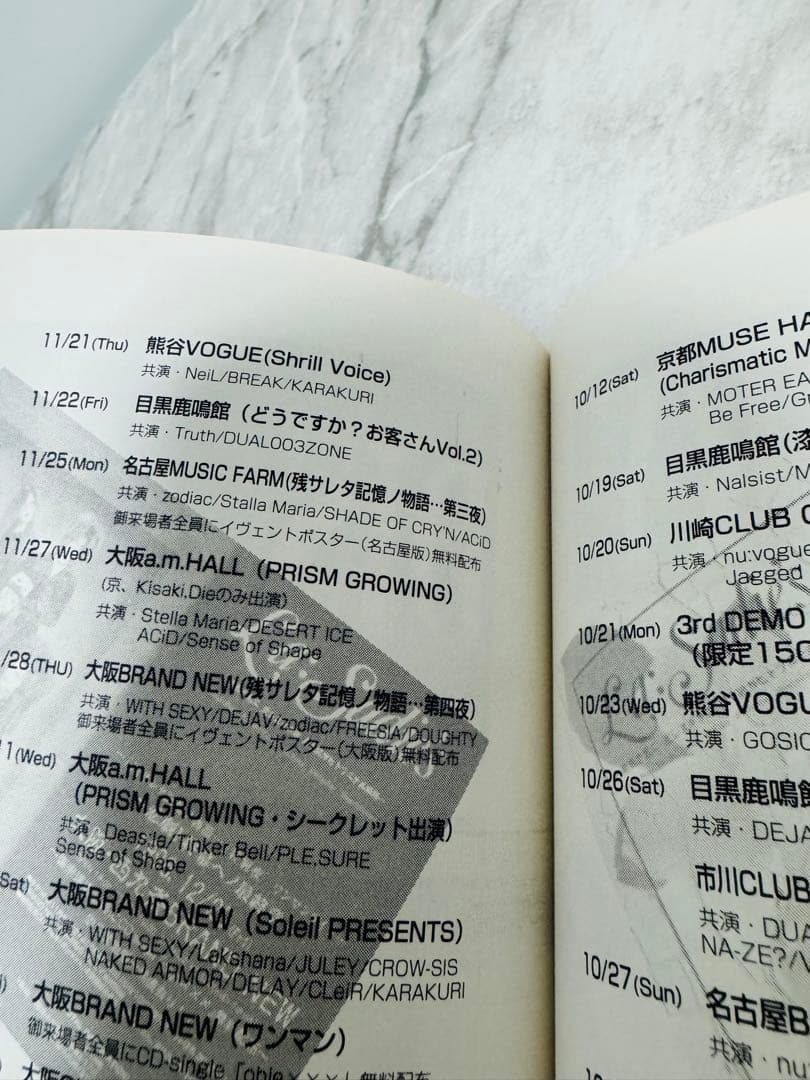 11/21(Thu) 熊谷VOGUE(Shrill Voice)
共演・NeiL/BREAK/KARAKURI
11/22(Fri) 目黒鹿鳴館（どうですか？お客さんVol.2）
共演・Truth/DUAL003ZONE
11/25(Mon) 名古屋MUSIC FARM(残サレタ記憶ノ物語…第三夜)
共演・zodiac/Stalla Maria/SHADE OF CRY'N/ACiD
御来場者全員にイヴェントポスター(名古屋版)無料配布
11/27(Wed) 大阪a.m.HALL（PRISM GROWING）
(京、Kisaki,Dieのみ出演)
共演・Stella Maria/DESERT ICE
ACiD/Sense of Shape
/28(THU) 大阪BRAND NEW(残サレタ記憶ノ物語…第四夜)
共演・WITH SEXY/DEJAV/zodiac/FREESIA/DOUGHTY
御来場者全員にイヴェントポスター(大阪版)無料配布
1(Wed) 大阪a.m.HALL
(PRISM GROWING・シークレット出演)
共演・Deas:la/Tinker Bell/PLE,SURE
Sense of Shape
Sat) 大阪BRAND NEW（Soleil PRESENTS）
共演・WITH SEXY/Lakshana/JULEY/CROW-SIS
NAKED ARMOR/DELAY/CLeiR/KARAKURI
大阪BRAND NEW（ワンマン）
御来場者全員にCD-single
La:Sadies
10/12(Sat) 京都MUSE HA
(Charismatic M
共演・MOTER EA
Be Free/Gr
10/19(Sat) 目黒鹿鳴館(漆
共演・Nalsist/M
10/20(Sun) 川崎CLUB C
共演・nu:vogue
Jagged
10/21(Mon) 3rd DEMO
（限定150
10/23(Wed) 熊谷VOGU
共演・GOSIC
10/26(Sat) 目黒鹿鳴館
共演・DEJA
市川CLUB
共演・DUA
NA-ZE?/V
10/27(Sun) 名古屋B
共演・nu